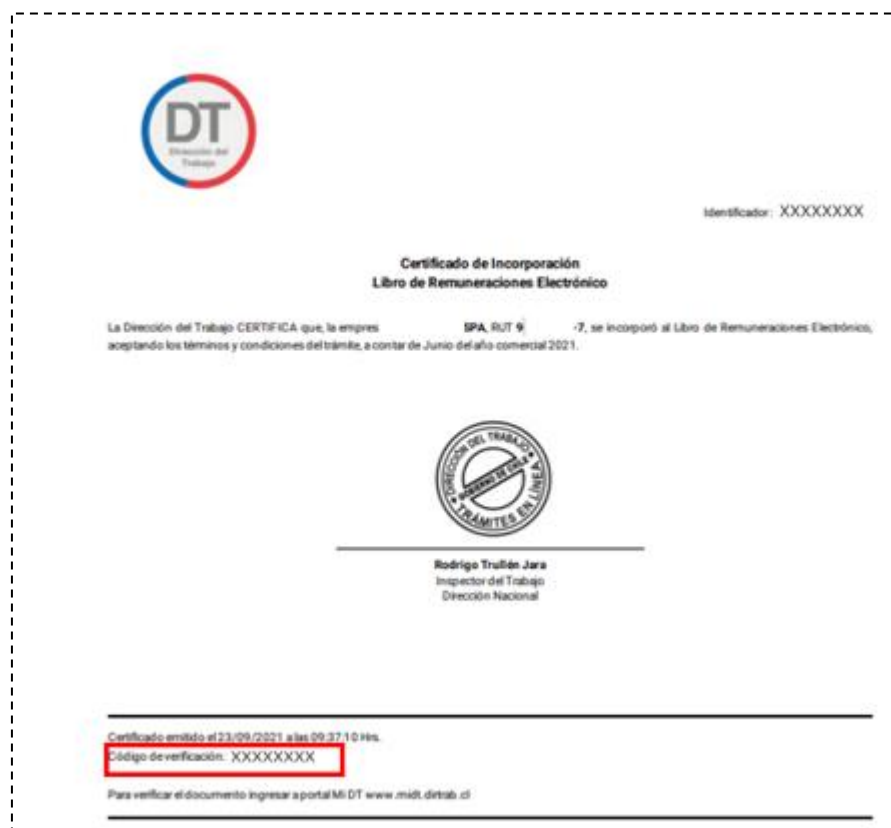 DT
Dirección del
Trabajo
Identificador: XXXXXXXX
Certificado de Incorporación
Libro de Remuneraciones Electrónico
La Dirección del Trabajo CERTIFICA que, la empres SPA, RUT 9 -7, se incorporó al Libro de Remuneraciones Electrónico,
aceptando los términos y condiciones del trámite, a contar de Junio del año comercial 2021.
DIRECCIÓN DEL TRABAJO
GOBIERNO DE CHILE
TRÁMITES EN LÍNEA
Rodrigo Trullén Jara
Inspector del Trabajo
Dirección Nacional
Certificado emitido el 23/09/2021 a las 09:37:10 Hrs.
Código de verificación: XXXXXXXX
Para verificar el documento ingresar a portal Mi DT www.midt.dirtrab.cl